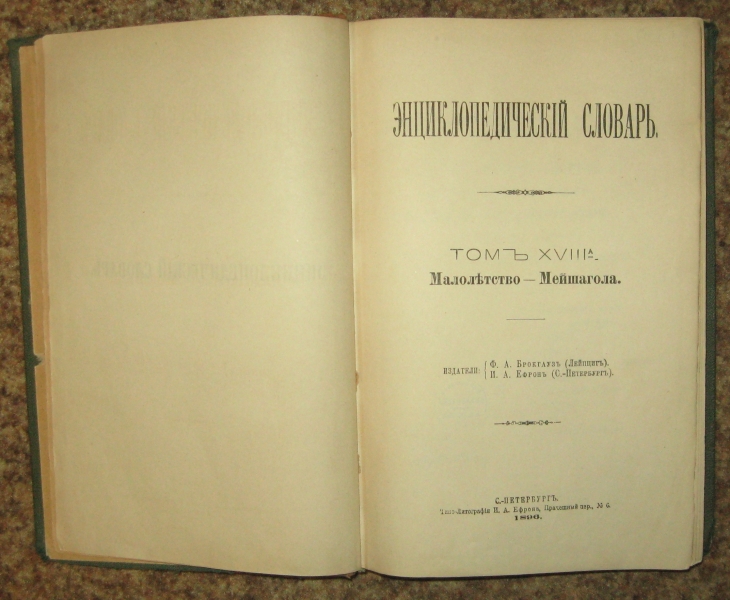 ЭНЦИКЛОПЕДИЧЕСКІЙ СЛОВАРЬ.
ТОМЪ XVIIIА.
Малолѣтство — Мейшагола.
ИЗДАТЕЛИ: Ф. А. Брокгаузъ (Лейпцигъ).
И. А. Ефронъ (С.-Петербургъ).
С.-ПЕТЕРБУРГЪ.
Типо-Литографія И. А. Ефрона, Прачешный пер., № 6.
1896.